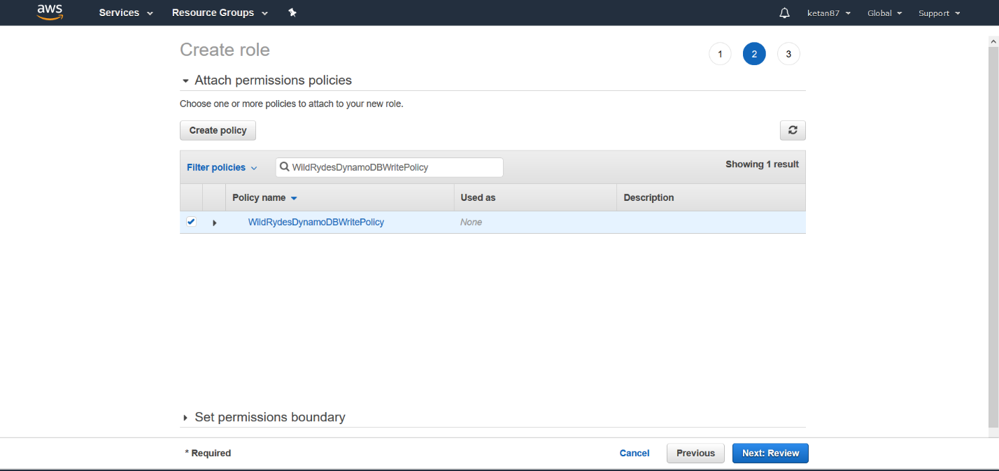 aws Services Resource Groups ketan87 Global Support
Create role 1 2 3
Attach permissions policies
Choose one or more policies to attach to your new role.
Create policy
Filter policies WildRydesDynamoDBWritePolicy Showing 1 result
Policy name Used as Description
WildRydesDynamoDBWritePolicy None
Set permissions boundary
* Required Cancel Previous Next: Review